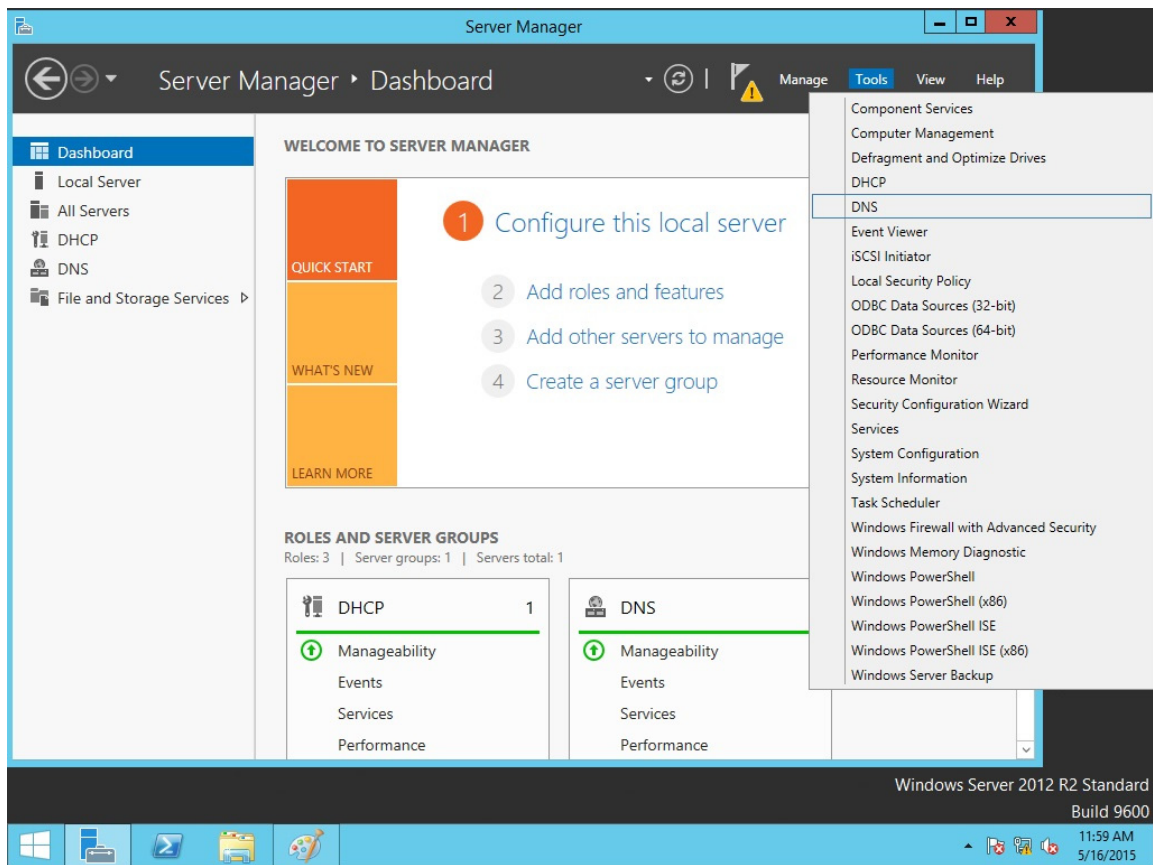 Server Manager
Server Manager ‣ Dashboard
Manage
Tools
View
Help
Dashboard
Local Server
All Servers
DHCP
DNS
File and Storage Services
WELCOME TO SERVER MANAGER
QUICK START
WHAT'S NEW
LEARN MORE
1 Configure this local server
2 Add roles and features
3 Add other servers to manage
4 Create a server group
ROLES AND SERVER GROUPS
Roles: 3 | Server groups: 1 | Servers total: 1
DHCP 1
Manageability
Events
Services
Performance
DNS
Manageability
Events
Services
Performance
Component Services
Computer Management
Defragment and Optimize Drives
DHCP
DNS
Event Viewer
iSCSI Initiator
Local Security Policy
ODBC Data Sources (32-bit)
ODBC Data Sources (64-bit)
Performance Monitor
Resource Monitor
Security Configuration Wizard
Services
System Configuration
System Information
Task Scheduler
Windows Firewall with Advanced Security
Windows Memory Diagnostic
Windows PowerShell
Windows PowerShell (x86)
Windows PowerShell ISE
Windows PowerShell ISE (x86)
Windows Server Backup
Windows Server 2012 R2 Standard
Build 9600
11:59 AM
5/16/2015